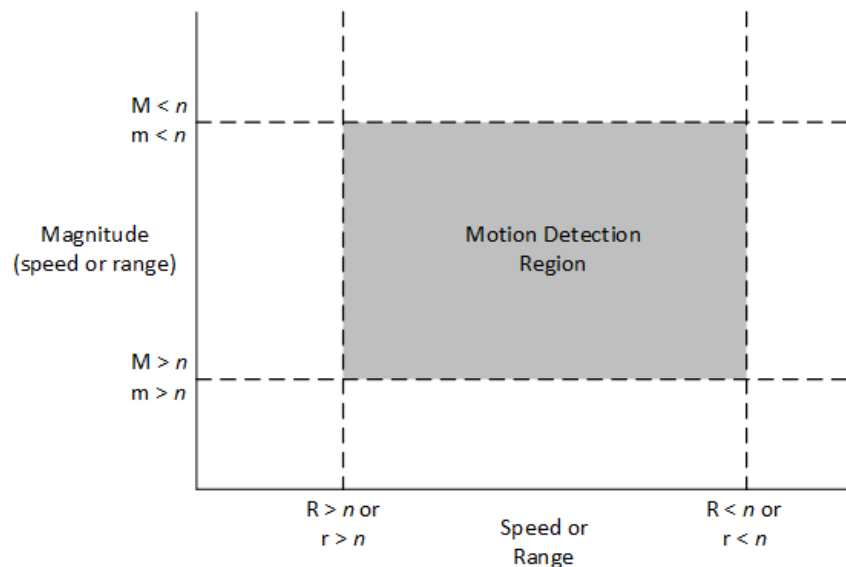 M < n
m < n
Magnitude
(speed or range)
Motion Detection
Region
M > n
m > n
R > n or
r > n
Speed or
Range
R < n or
r < n